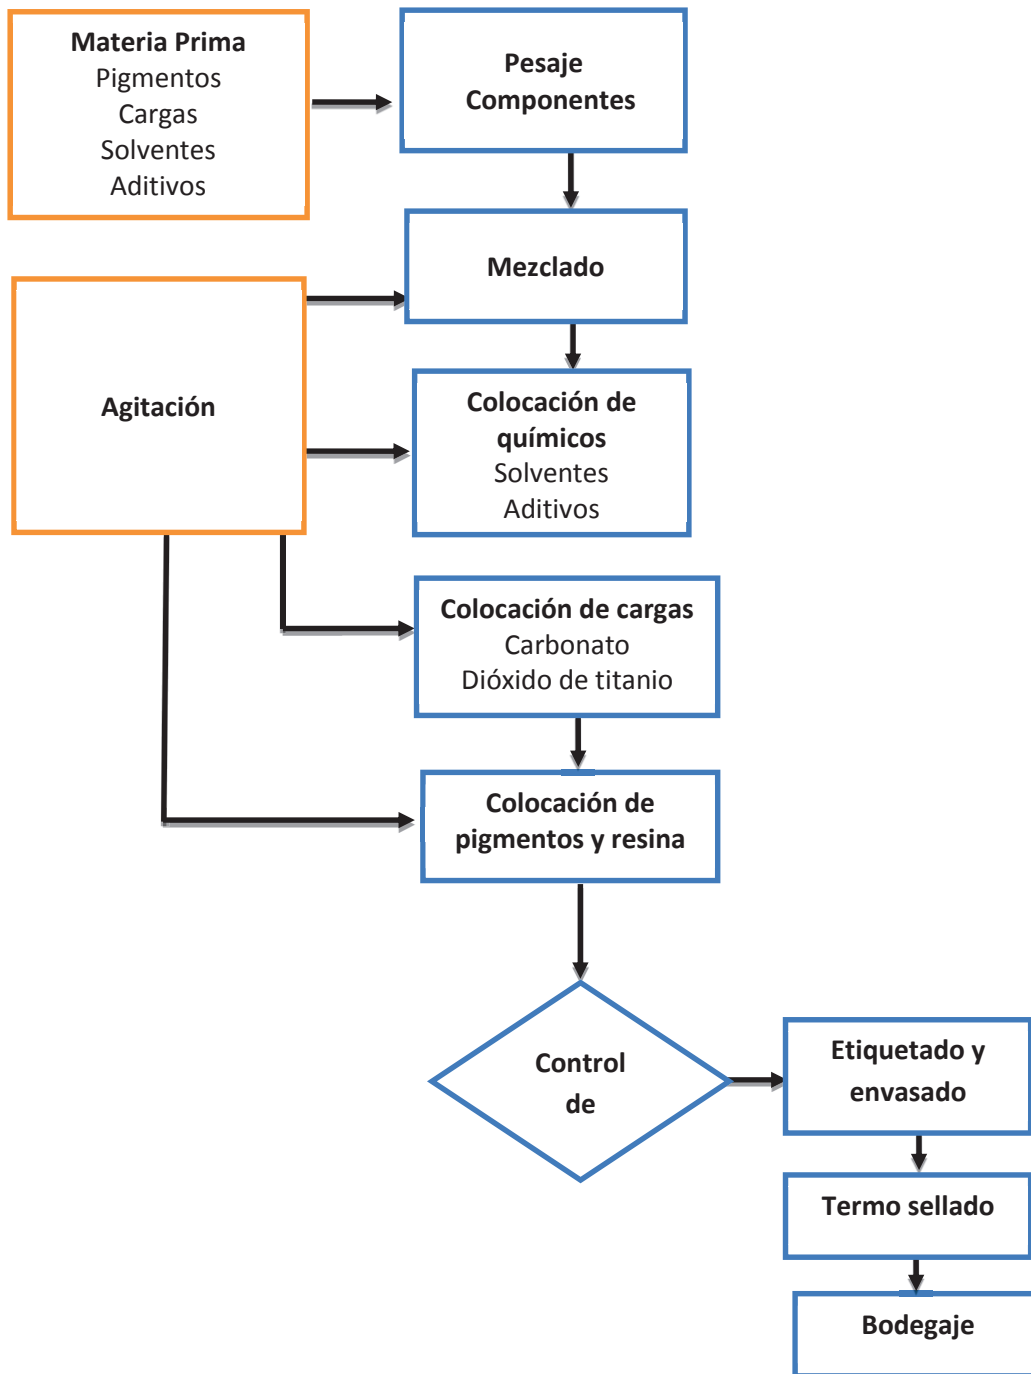 Materia Prima
Pigmentos
Cargas
Solventes
Aditivos
Pesaje
Componentes
Mezclado
Agitación
Colocación de
químicos
Solventes
Aditivos
Colocación de cargas
Carbonato
Dióxido de titanio
Colocación de
pigmentos y resina
Control
de
Etiquetado y
envasado
Termo sellado
Bodegaje